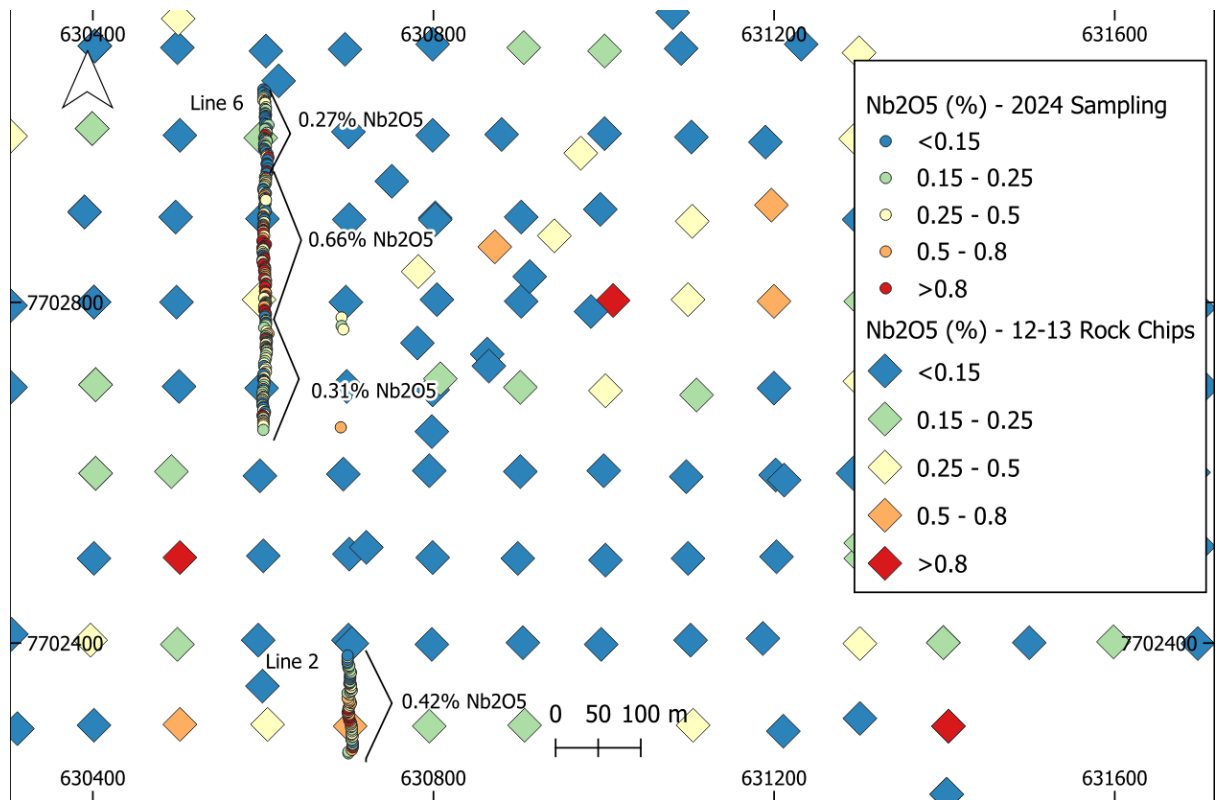 630400
630800
631200
631600
Line 6
0.27% Nb2O5
0.66% Nb2O5
7702800
0.31% Nb2O5
Nb2O5 (%) - 2024 Sampling
<0.15
0.15 - 0.25
0.25 - 0.5
0.5 - 0.8
>0.8
Nb2O5 (%) - 12-13 Rock Chips
<0.15
0.15 - 0.25
0.25 - 0.5
0.5 - 0.8
>0.8
7702400
7702400
Line 2
0.42% Nb2O5
0 50 100 m
630400
630800
631200
631600